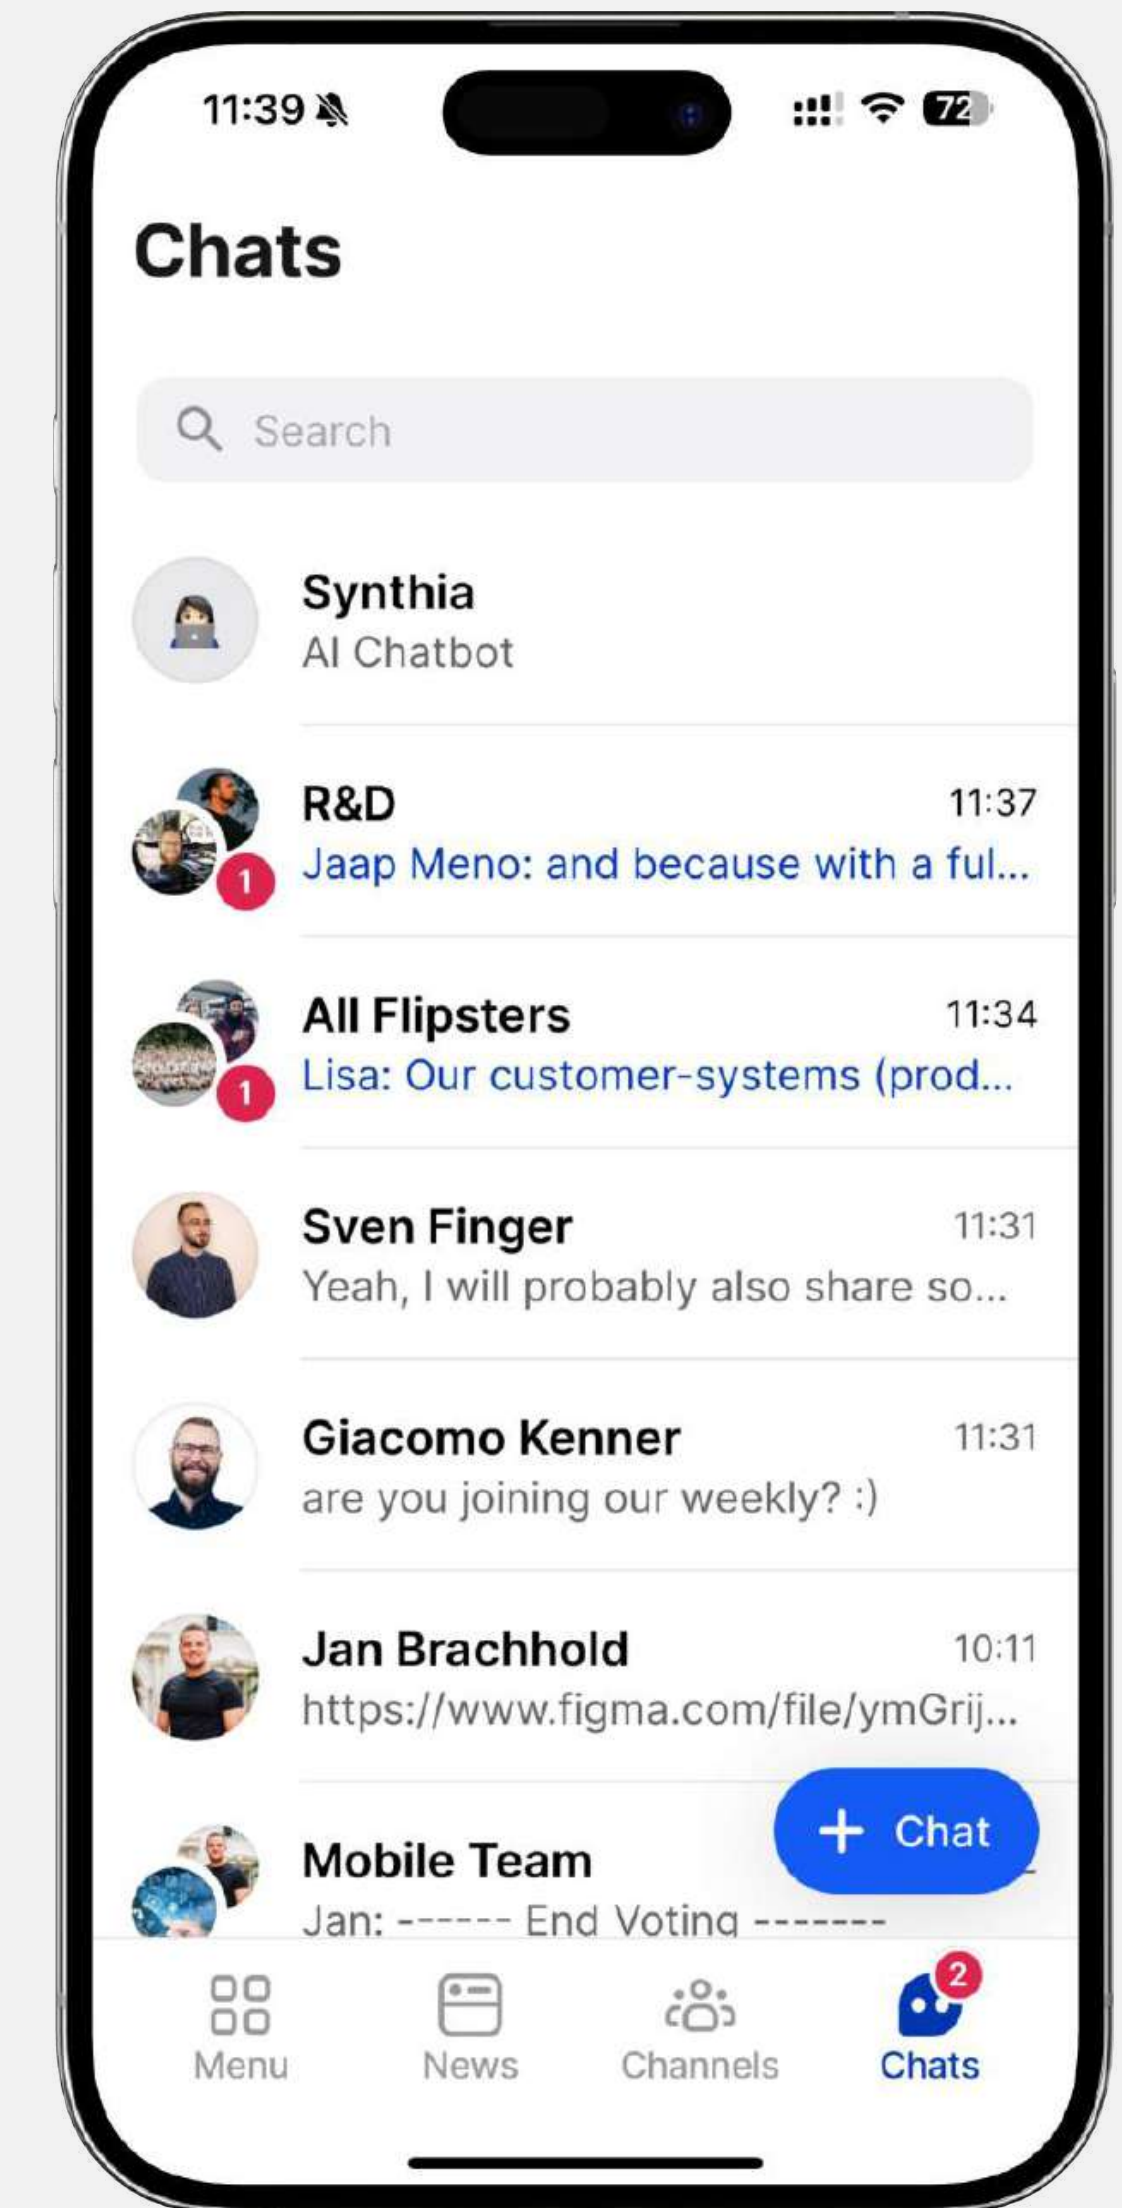 11:39
72
Chats
Search
Synthia
AI Chatbot
R&D 11:37
Jaap Meno: and because with a ful...
1
All Flipsters 11:34
Lisa: Our customer-systems (prod...
1
Sven Finger 11:31
Yeah, I will probably also share so...
Giacomo Kenner 11:31
are you joining our weekly? :)
Jan Brachhold 10:11
https://www.figma.com/file/ymGrij...
+ Chat
Mobile Team
Jan: ------ End Voting -------
2
Menu News Channels Chats